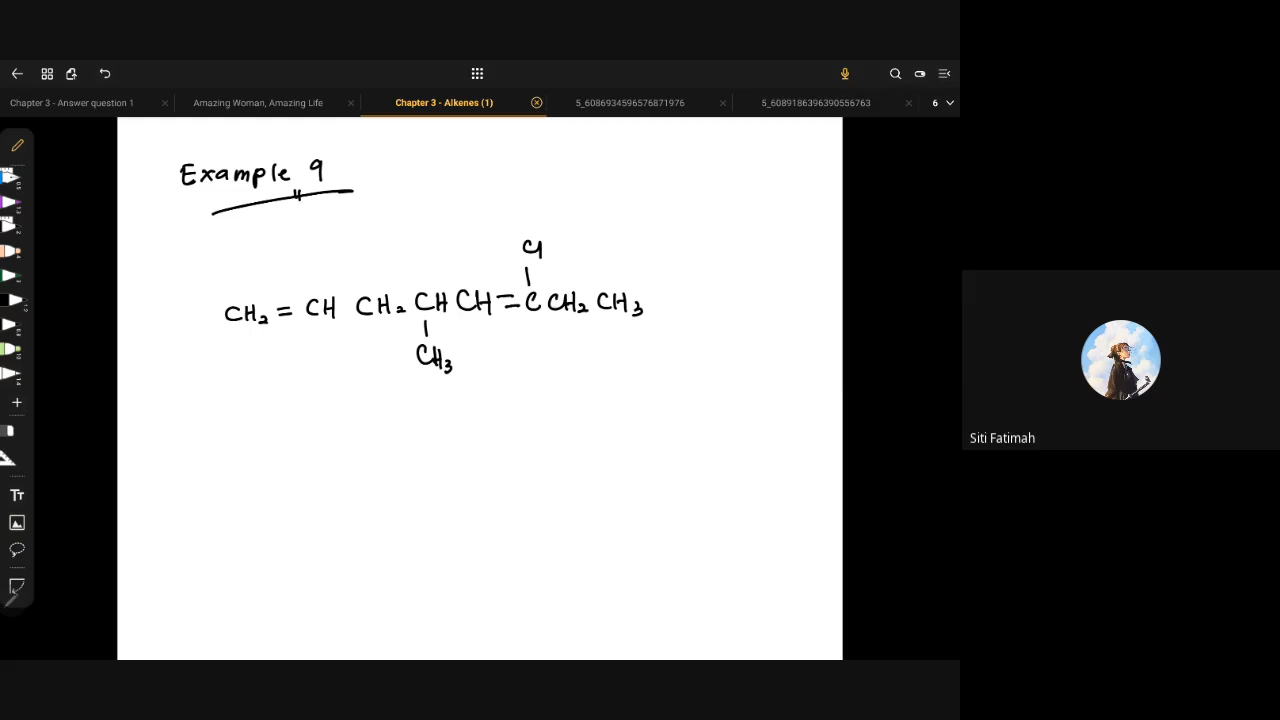 Chapter 3 - Answer question 1
Amazing Woman, Amazing Life
Chapter 3 - Alkenes (1)
5_6086934596576871976
5_6089186396390556763
6
Example 9
Cl
CH₂ = CH CH₂ CH CH = C CH₂ CH₃
CH₃
Tт
Siti Fatimah